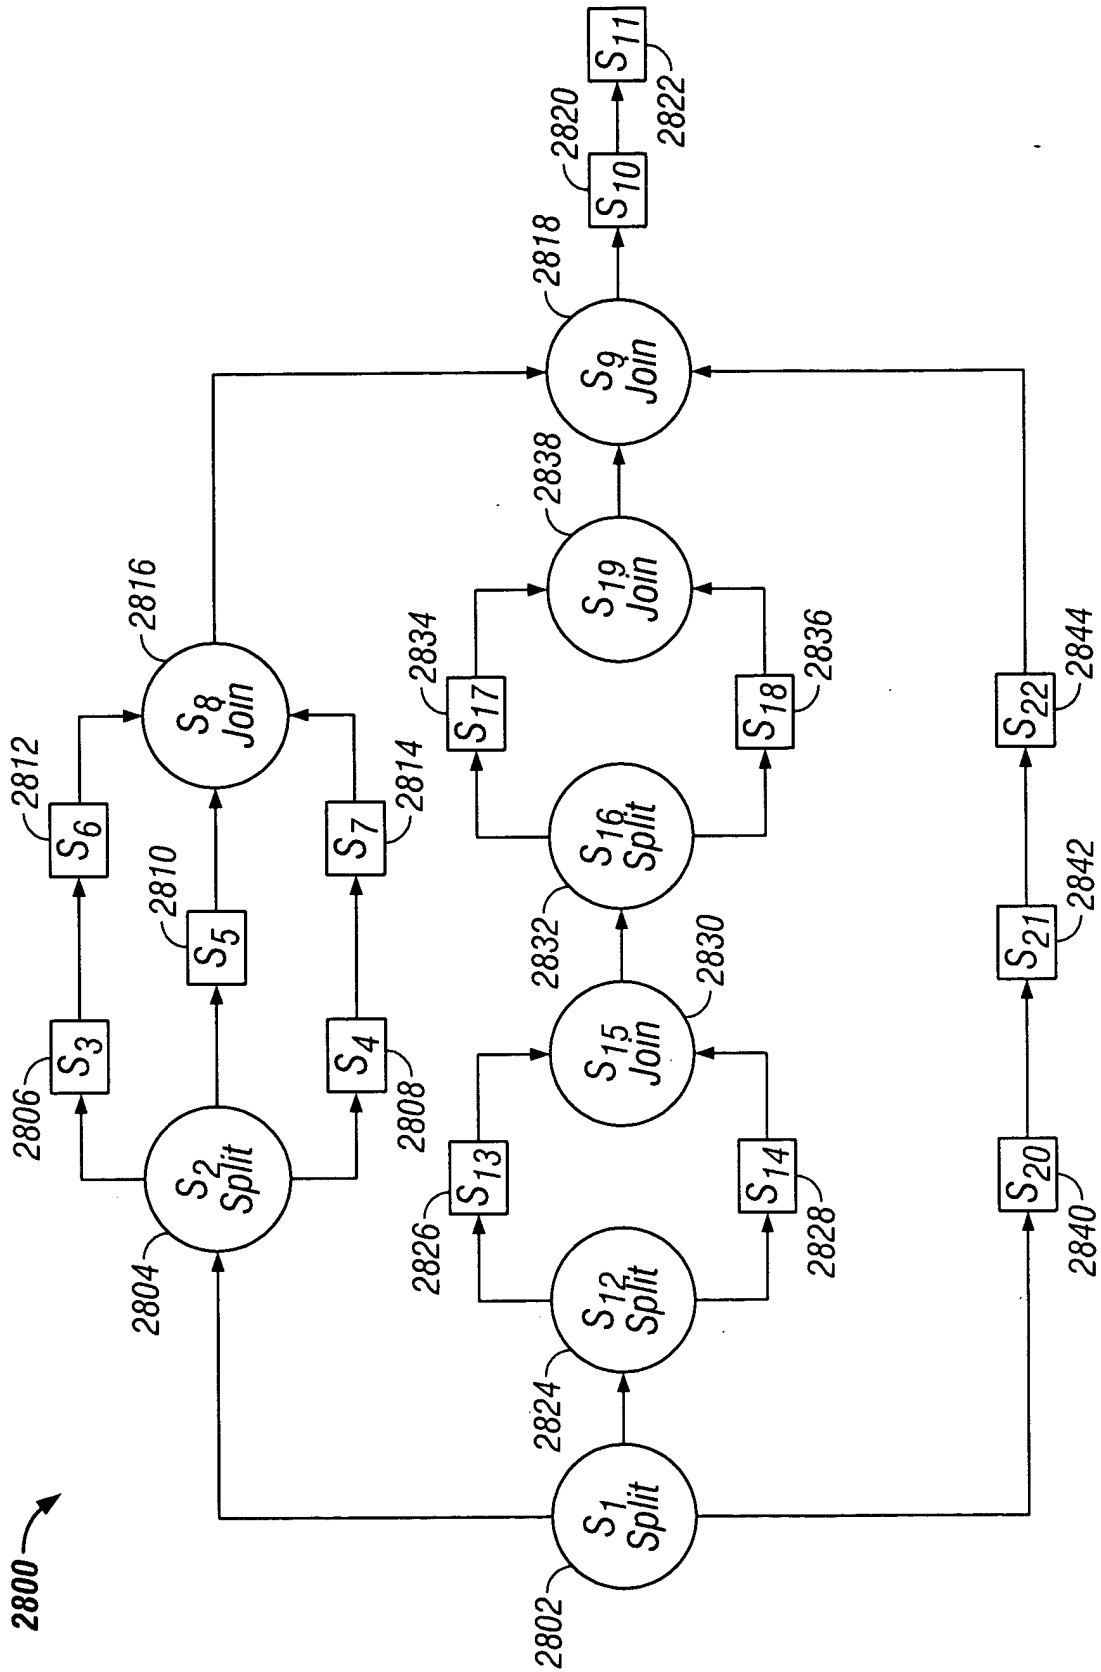 2800
2802
S1
Split
2804
S2
Split
2806
S3
2808
S4
2810
S5
2812
S6
2814
S7
2816
S8
Join
2818
S9
Join
2820
S10
2822
S11
2824
S12
Split
2826
S13
2828
S14
2830
S15
Join
2832
S16
Split
2834
S17
2836
S18
2838
S19
Join
2840
S20
2842
S21
2844
S22